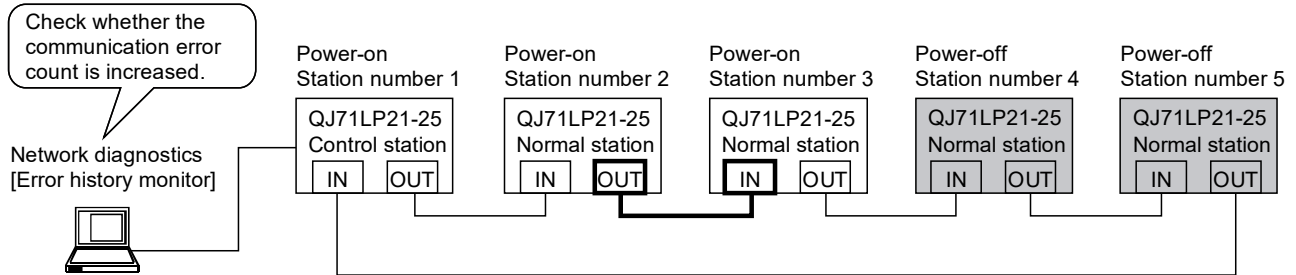 Check whether the
communication error
count is increased.
Network diagnostics
[Error history monitor]
Power-on
Station number 1
QJ71LP21-25
Control station
IN OUT
Power-on
Station number 2
QJ71LP21-25
Normal station
IN OUT
Power-on
Station number 3
QJ71LP21-25
Normal station
IN OUT
Power-off
Station number 4
QJ71LP21-25
Normal station
IN OUT
Power-off
Station number 5
QJ71LP21-25
Normal station
IN OUT